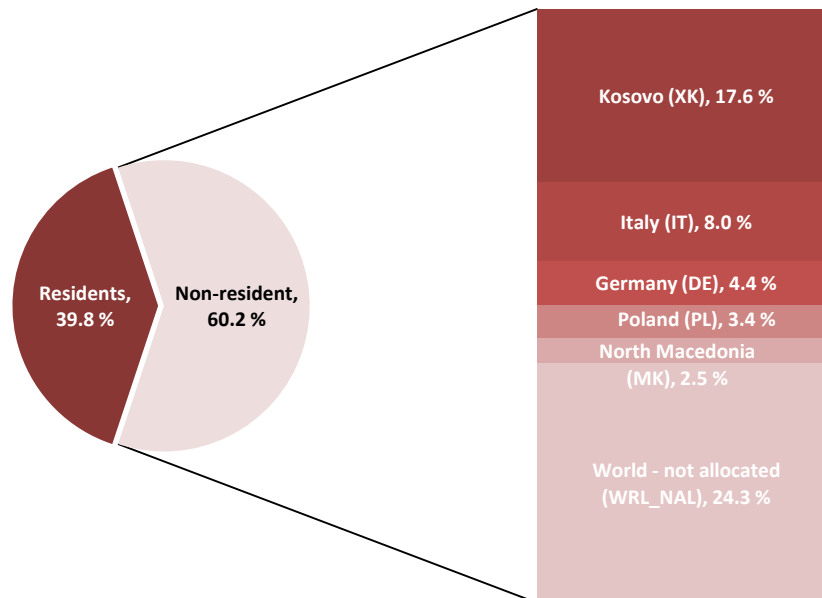 Residents,
39.8 %
Non-resident,
60.2 %
Kosovo (XK), 17.6 %
Italy (IT), 8.0 %
Germany (DE), 4.4 %
Poland (PL), 3.4 %
North Macedonia
(MK), 2.5 %
World - not allocated
(WRL_NAL), 24.3 %